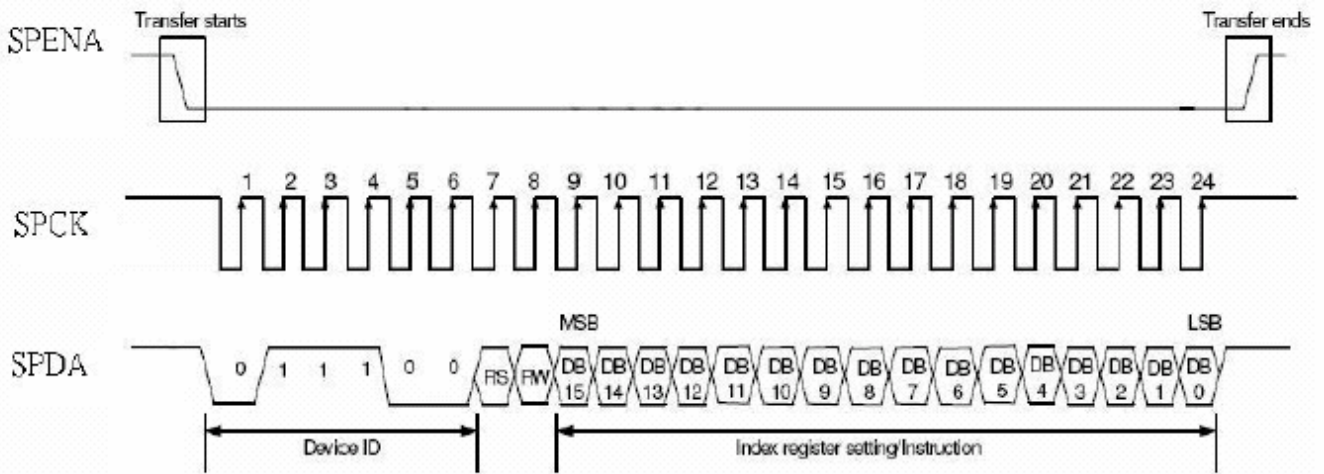 Transfer starts Transfer ends
SPENA
1 2 3 4 5 6 7 8 9 10 11 12 13 14 15 16 17 18 19 20 21 22 23 24
SPCK
MSB LSB
SPDA 0 1 1 1 0 0 RS RW DB 15 DB 14 DB 13 DB 12 DB 11 DB 10 DB 9 DB 8 DB 7 DB 6 DB 5 DB 4 DB 3 DB 2 DB 1 DB 0
Device ID Index register setting/Instruction